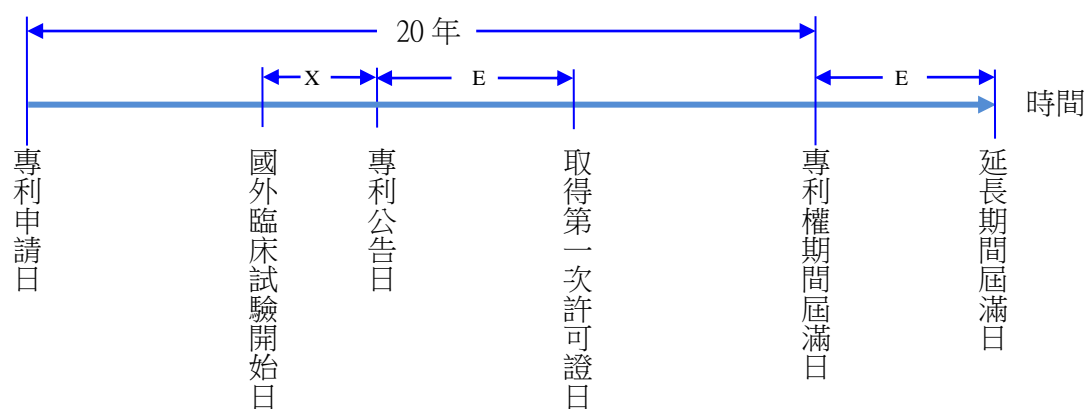 20 年
X
E
E
時間
專利申請日
國外臨床試驗開始日
專利公告日
取得第一次許可證日
專利權期間屆滿日
延長期間屆滿日